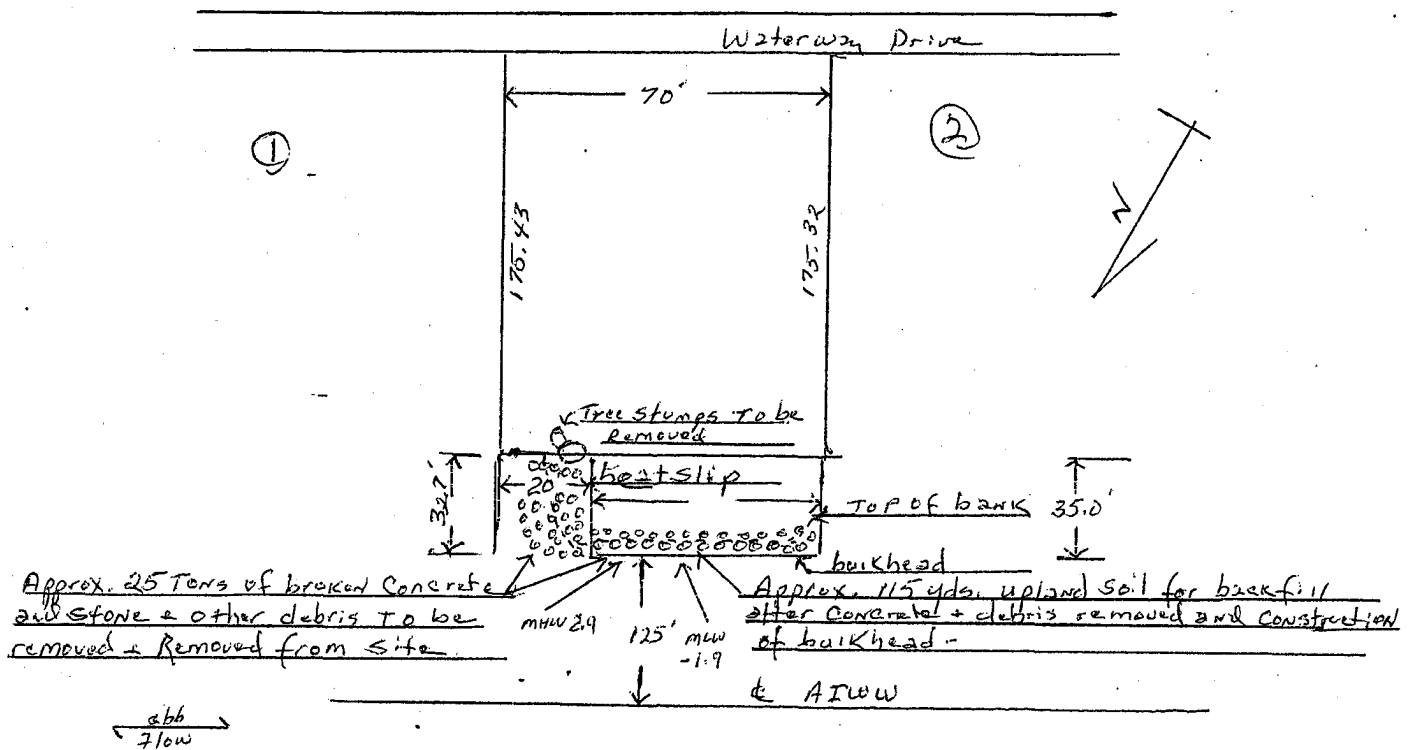 Waterway Drive
70'
①
②
N
175.43
175.32
Tree Stumps To be
Removed
boatslip
20'
32.7'
Top of bank
35.0'
bulkhead
Approx. 25 Tons of broken Concrete
and Stone & other debris To be
removed & Removed from Site
MHW 2.9
125'
MLW
-1.9
Approx. 115 yds. upland Soil for backfill
after Concrete + debris removed and Construction
of bulkhead -
℄ AIWW
ebb
Flow